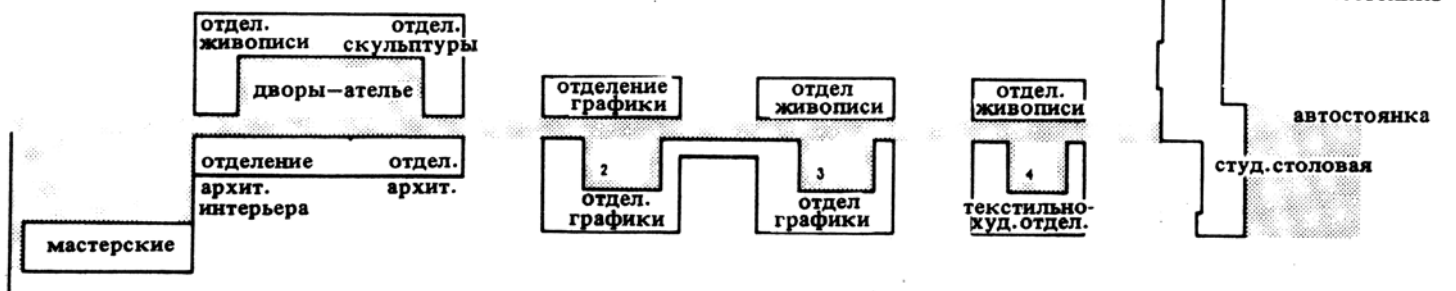 отдел. отдел.
живописи скульптуры
дворы—ателье
отделение
графики
отдел
живописи
отдел.
живописи
автостоянка
отделение отдел.
архит. архит.
интерьера
2
3
4
студ.столовая
отдел.
графики
отдел
графики
текстильно-
худ.отдел.
мастерские